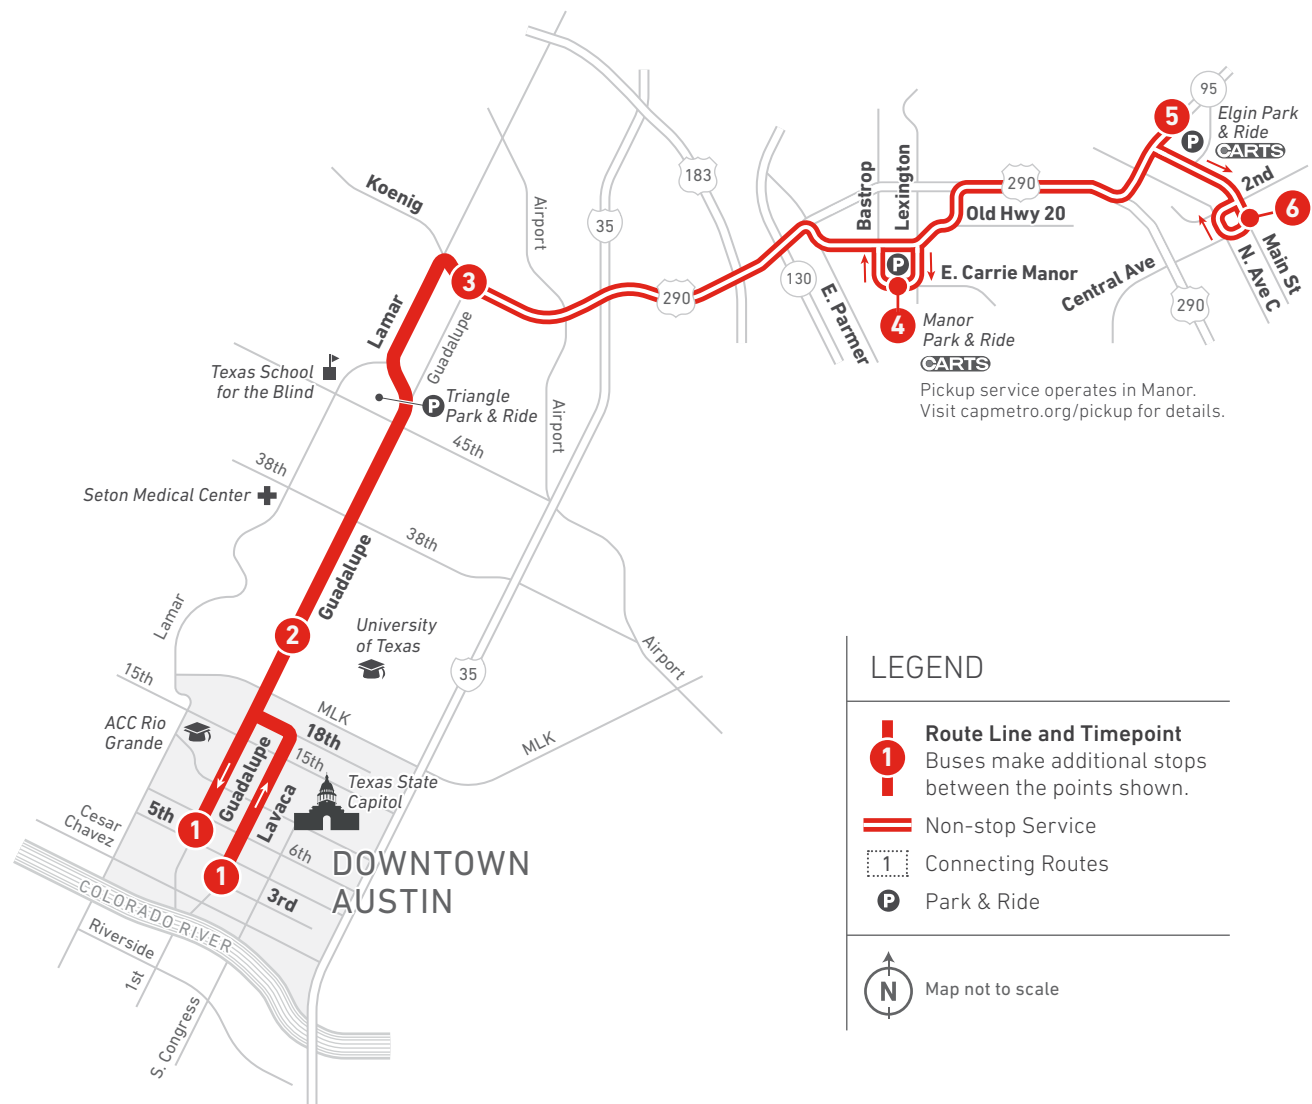 95
5
Elgin Park
& Ride
CARTS
2nd
6
Main St
N. Ave C
Central Ave
290
Koenig
183
Airport
35
Bastrop
Lexington
290
Old Hwy 20
E. Carrie Manor
130
E. Parmer
4
Manor
Park & Ride
CARTS
Pickup service operates in Manor.
Visit capmetro.org/pickup for details.
3
290
Lamar
Guadalupe
Texas School
for the Blind
Triangle
Park & Ride
P
P
P
Airport
45th
38th
Seton Medical Center
38th
Guadalupe
Lamar
2
University
of Texas
35
Airport
15th
MLK
MLK
ACC Rio
Grande
18th
15th
Guadalupe
Lavaca
Texas State
Capitol
5th
1
Cesar
Chavez
6th
1
3rd
DOWNTOWN
AUSTIN
COLORADO RIVER
Riverside
1st
S. Congress
LEGEND
1
Route Line and Timepoint
Buses make additional stops
between the points shown.
Non-stop Service
1
Connecting Routes
P
Park & Ride
N
Map not to scale